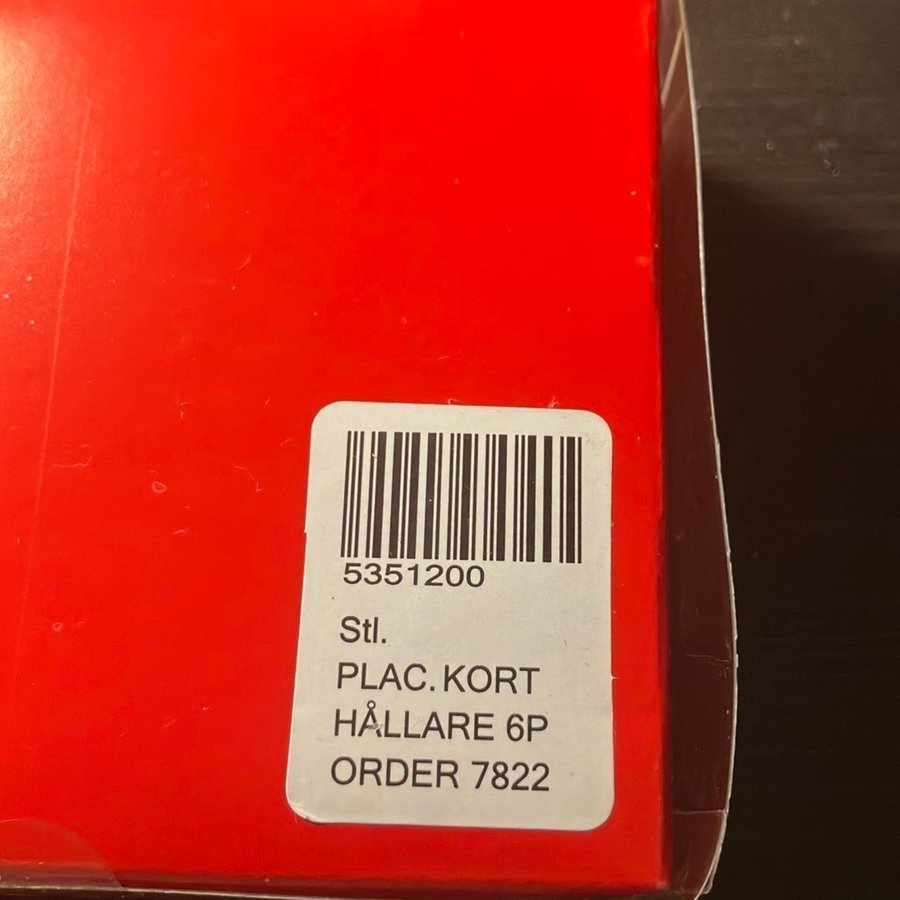 5351200
Stl.
PLAC. KORT
HÅLLARE 6P
ORDER 7822